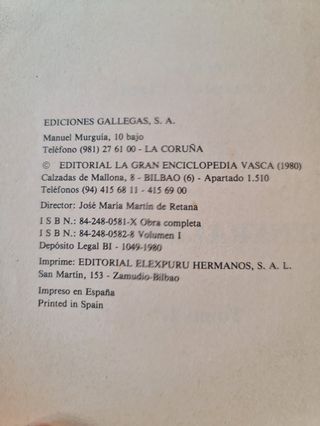 EDICIONES GALLEGAS, S. A.
Manuel Murguía, 10 bajo
Teléfono (981) 27 61 00 - LA CORUÑA
© EDITORIAL LA GRAN ENCICLOPEDIA VASCA (1980)
Calzadas de Mallona, 8 - BILBAO (6) - Apartado 1.510
Teléfonos (94) 415 68 11 - 415 69 00
Director: José María Martín de Retana
I S B N.: 84-248-0581-X Obra completa
I S B N.: 84-248-0582-8 Volumen I
Depósito Legal BI - 1049-1980
Imprime: EDITORIAL ELEXPURU HERMANOS, S. A. L.
San Martín, 153 - Zamudio-Bilbao
Impreso en España
Printed in Spain